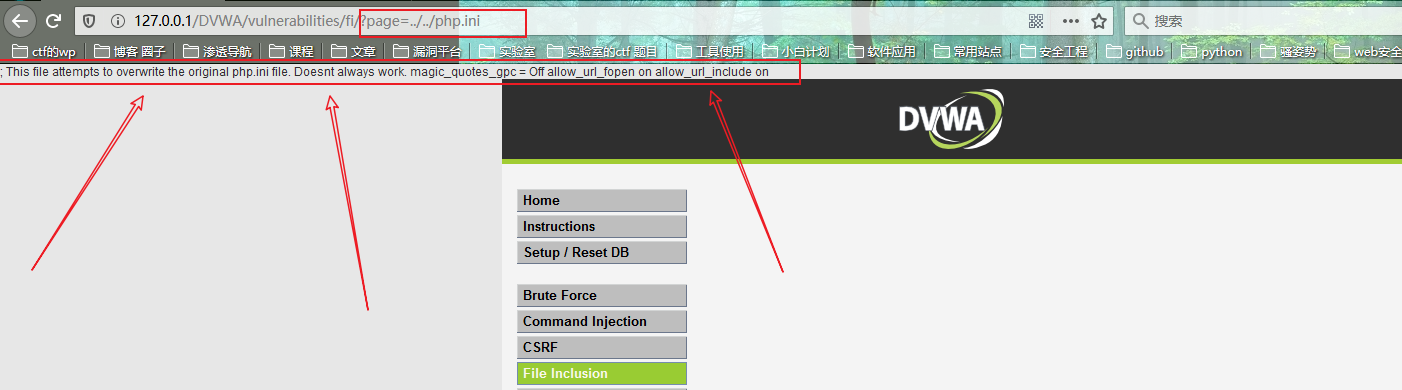 127.0.0.1/DVWA/vulnerabilities/fi/?page=../../php.ini
搜索
ctf的wp 博客 圈子 渗透导航 课程 文章 漏洞平台 实验室 实验室的ctf 题目 工具使用 小白计划 软件应用 常用站点 安全工程 github python 骚姿势 web安全
; This file attempts to overwrite the original php.ini file. Doesnt always work. magic_quotes_gpc = Off allow_url_fopen on allow_url_include on
DVWA
Home
Instructions
Setup / Reset DB
Brute Force
Command Injection
CSRF
File Inclusion